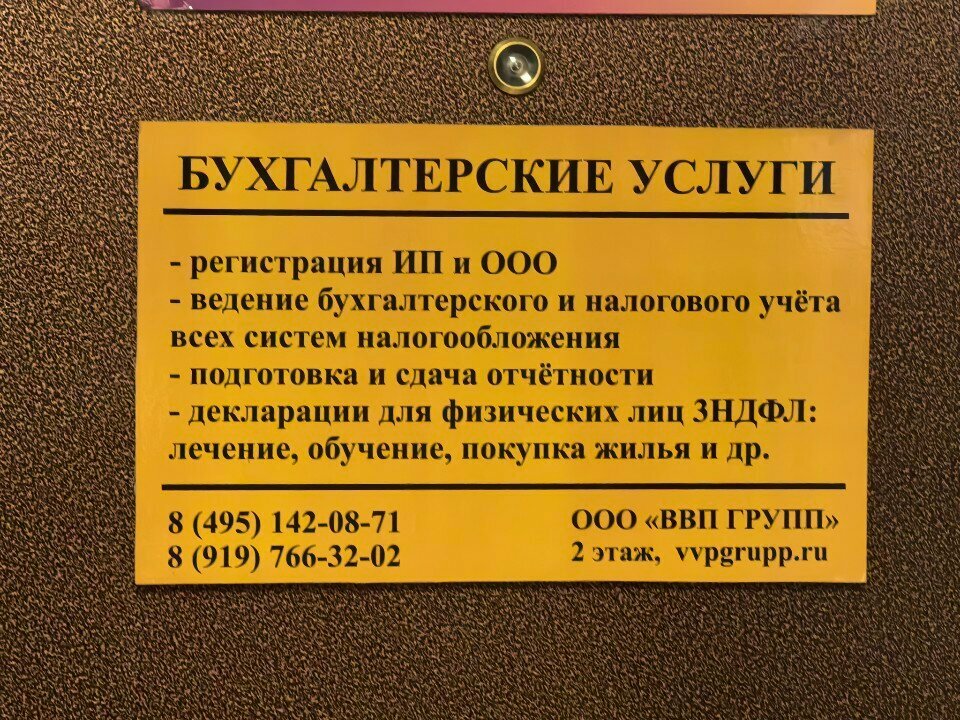 БУХГАЛТЕРСКИЕ УСЛУГИ
- регистрация ИП и ООО
- ведение бухгалтерского и налогового учёта
всех систем налогообложения
- подготовка и сдача отчётности
- декларации для физических лиц 3НДФЛ:
лечение, обучение, покупка жилья и др.
8 (495) 142-08-71
8 (919) 766-32-02
ООО «ВВП ГРУПП»
2 этаж, vvpgrupp.ru